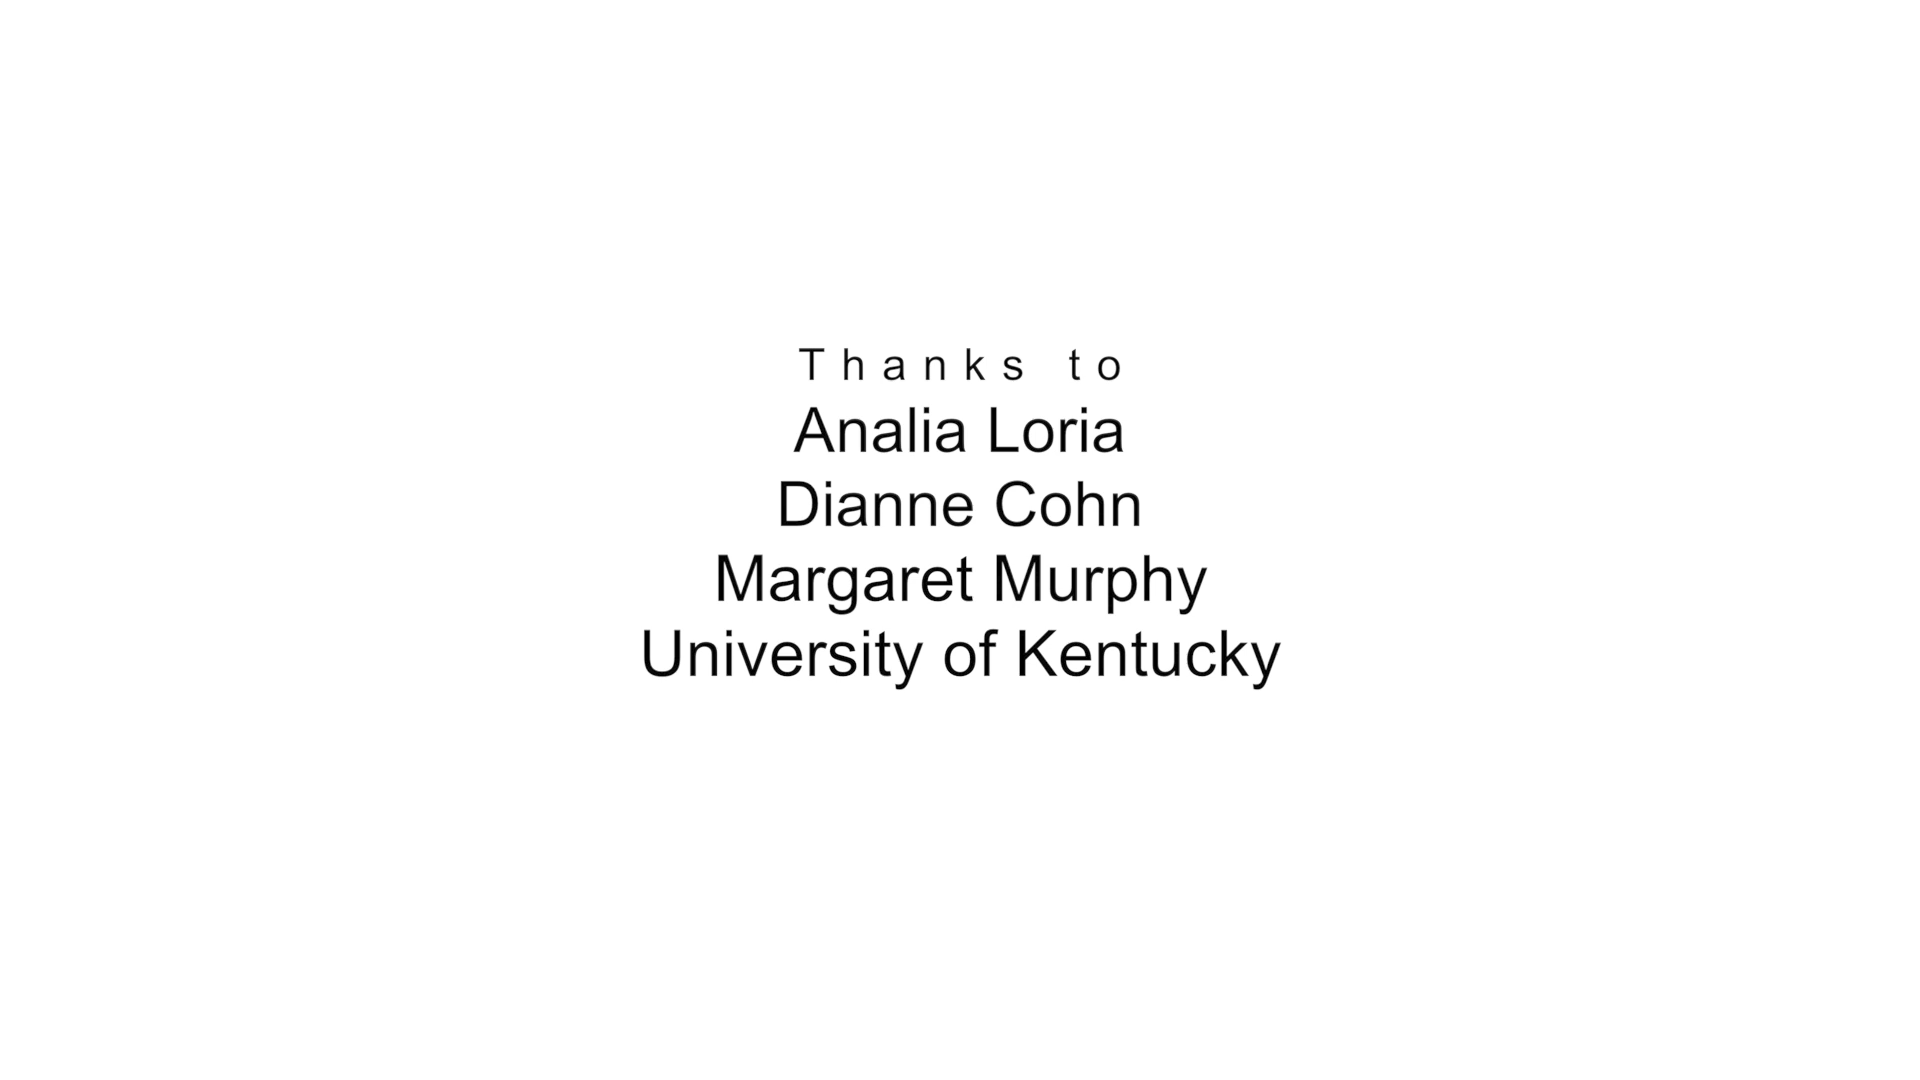 Thanks to
Analia Loria
Dianne Cohn
Margaret Murphy
University of Kentucky